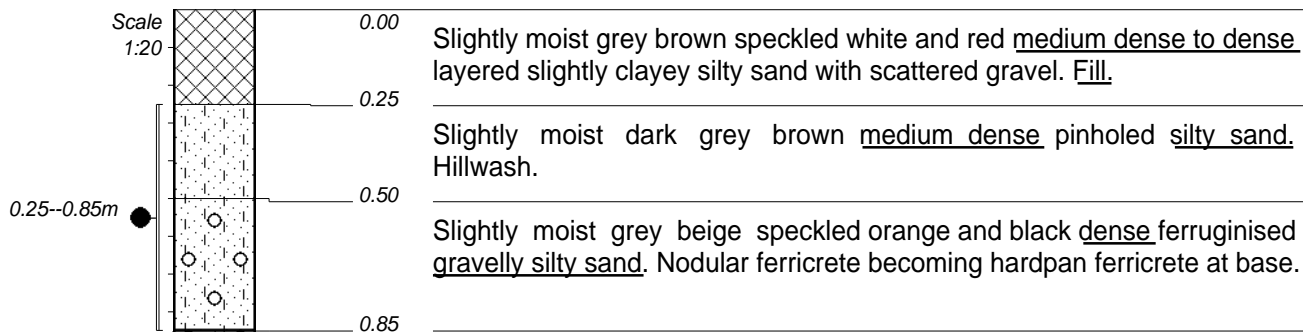 Scale
1:20
0.00
Slightly moist grey brown speckled white and red medium dense to dense
layered slightly clayey silty sand with scattered gravel. Fill.
0.25
Slightly moist dark grey brown medium dense pinholed silty sand.
Hillwash.
0.50
0.25--0.85m
Slightly moist grey beige speckled orange and black dense ferruginised
gravelly silty sand. Nodular ferricrete becoming hardpan ferricrete at base.
0.85